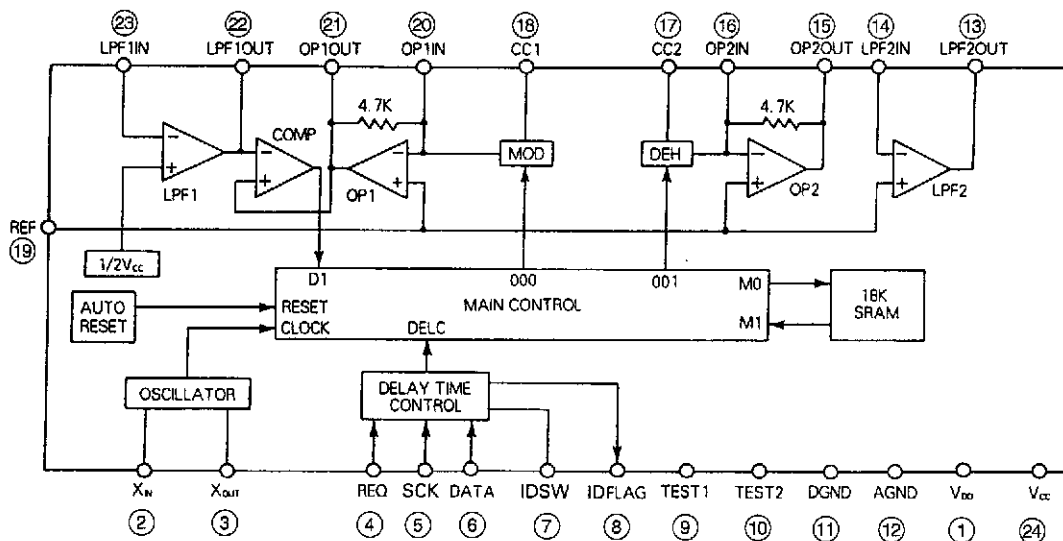 23 22 21 20 18 17 16 15 14 13
LPF1IN LPF1OUT OP1OUT OP1IN CC1 CC2 OP2IN OP2OUT LPF2IN LPF2OUT
4.7K 4.7K
COMP
MOD DEH
LPF1 OP1 OP2 LPF2
REF
19
1/2Vcc
D1 000 001 M0
AUTO RESET
RESET
MAIN CONTROL
CLOCK DELC M1
18K SRAM
OSCILLATOR
DELAY TIME CONTROL
XIN XOUT REQ SCK DATA IDSW IDFLAG TEST1 TEST2 DGND AGND VDD VCC
2 3 4 5 6 7 8 9 10 11 12 1 24